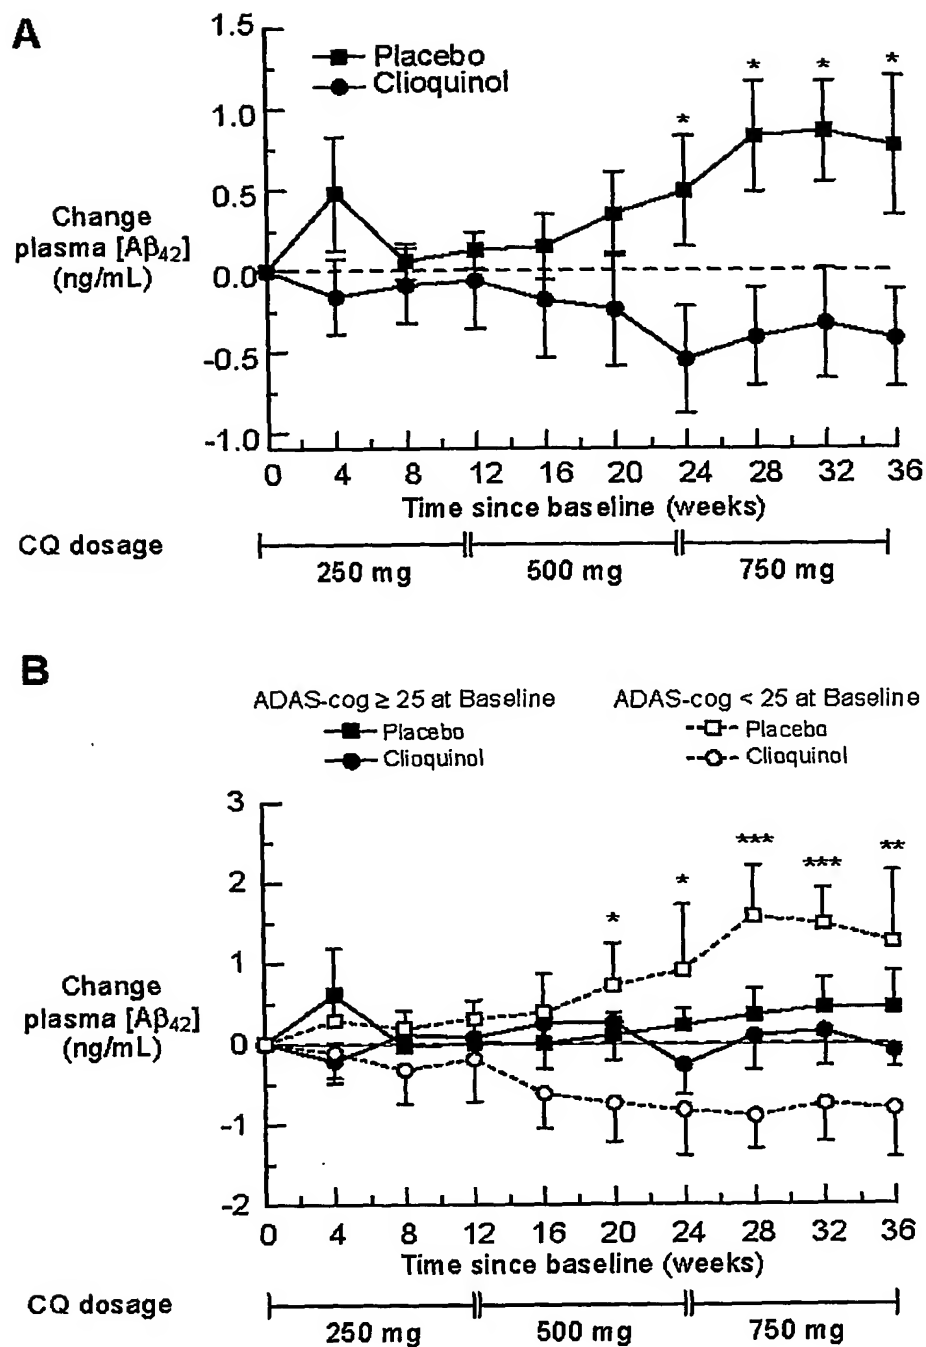 A
1.5
1.0
0.5
0.0
-0.5
-1.0
Placebo
Clioquinol
* * * *
Change
plasma [Aβ42]
(ng/mL)
0 4 8 12 16 20 24 28 32 36
Time since baseline (weeks)
CQ dosage
250 mg 500 mg 750 mg
B
ADAS-cog ≥ 25 at Baseline ADAS-cog < 25 at Baseline
Placebo Placebo
Clioquinol Clioquinol
3
2
1
0
-1
-2
* * *** *** **
Change
plasma [Aβ42]
(ng/mL)
0 4 8 12 16 20 24 28 32 36
Time since baseline (weeks)
CQ dosage
250 mg 500 mg 750 mg